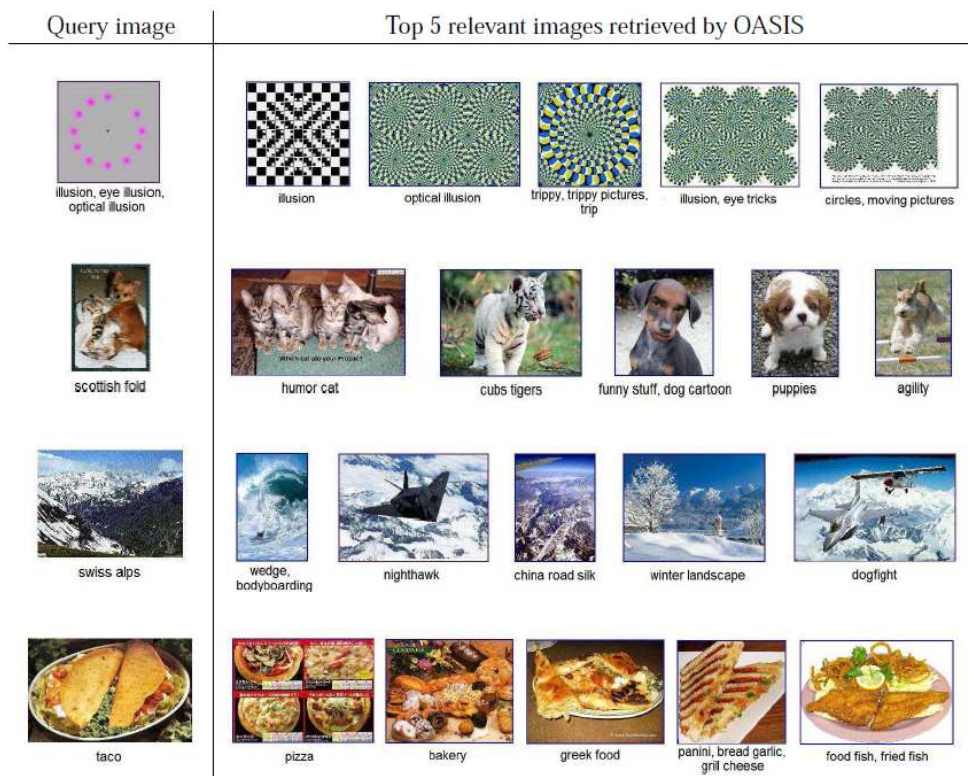 Query image
Top 5 relevant images retrieved by OASIS
illusion, eye illusion,
optical illusion
illusion
optical illusion
trippy, trippy pictures,
trip
illusion, eye tricks
circles, moving pictures
scottish fold
humor cat
cubs tigers
funny stuff, dog cartoon
puppies
agility
swiss alps
wedge,
bodyboarding
nighthawk
china road silk
winter landscape
dogfight
taco
pizza
bakery
greek food
panini, bread garlic,
grill cheese
food fish, fried fish